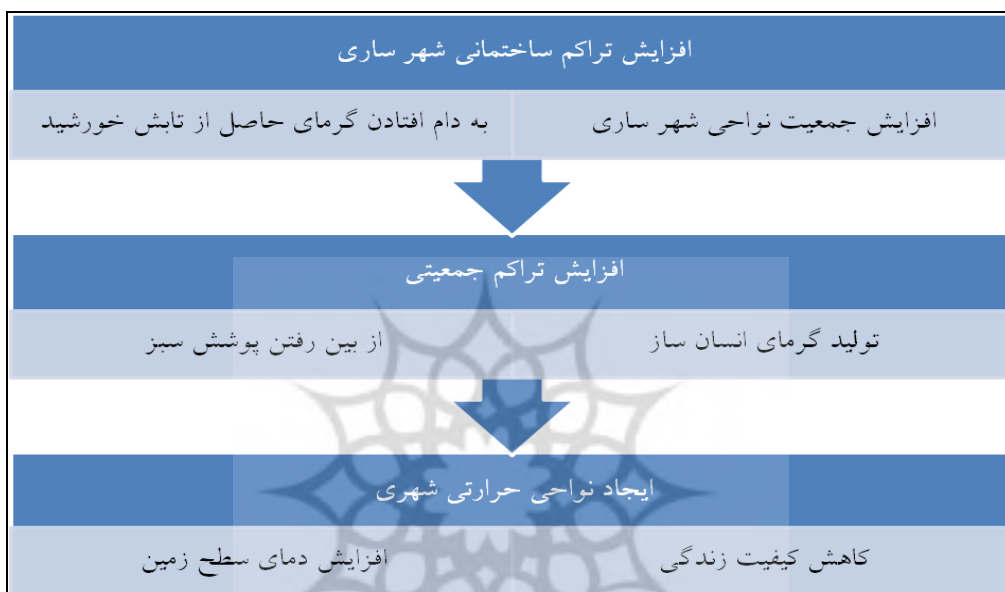 افزایش تراکم ساختمانی شهر ساری
افزایش جمعیت نواحی شهر ساری
به دام افتادن گرمای حاصل از تابش خورشید
افزایش تراکم جمعیتی
تولید گرمای انسان ساز
از بین رفتن پوشش سبز
ایجاد نواحی حرارتی شهری
کاهش کیفیت زندگی
افزایش دمای سطح زمین